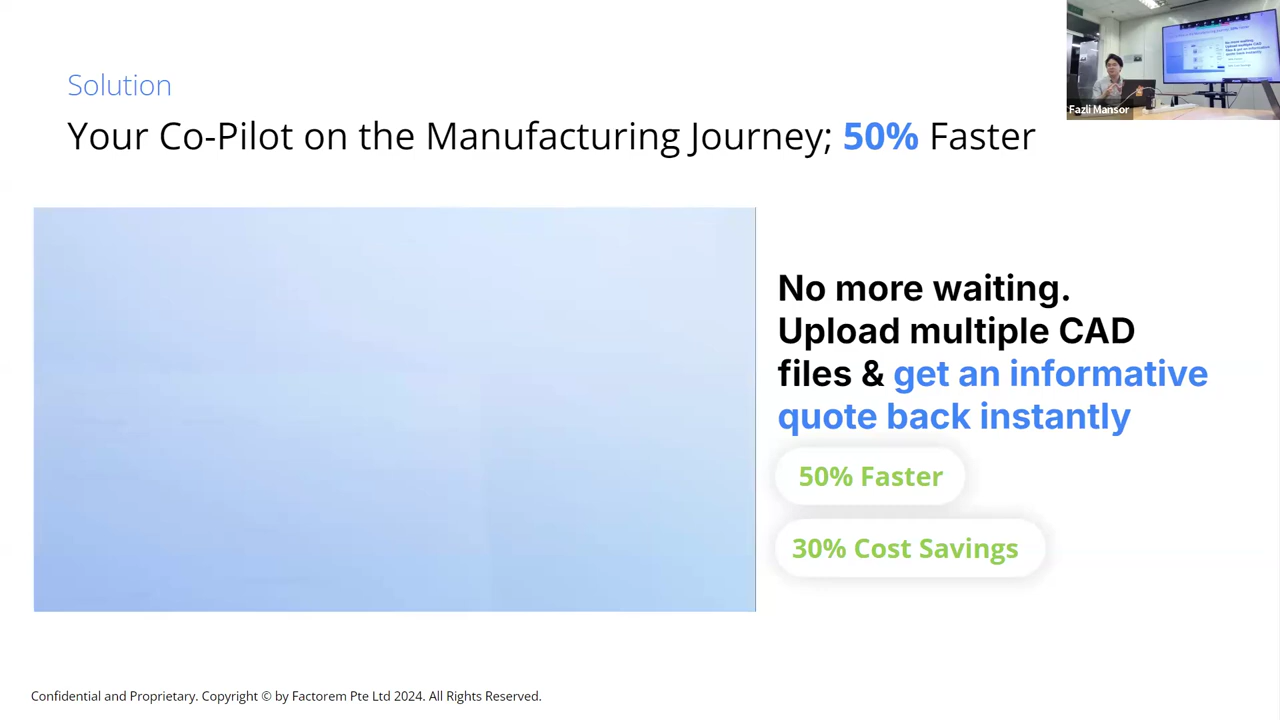 Solution
Your Co-Pilot on the Manufacturing Journey; 50% Faster
Fazli Mansor
No more waiting.
Upload multiple CAD
files & get an informative
quote back instantly
50% Faster
30% Cost Savings
Confidential and Proprietary. Copyright © by Factorem Pte Ltd 2024. All Rights Reserved.